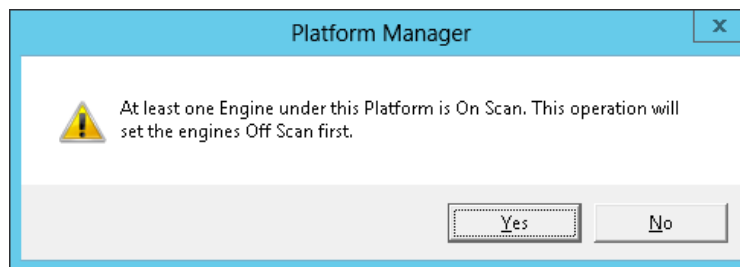 Platform Manager
x
At least one Engine under this Platform is On Scan. This operation will
set the engines Off Scan first.
Yes
No